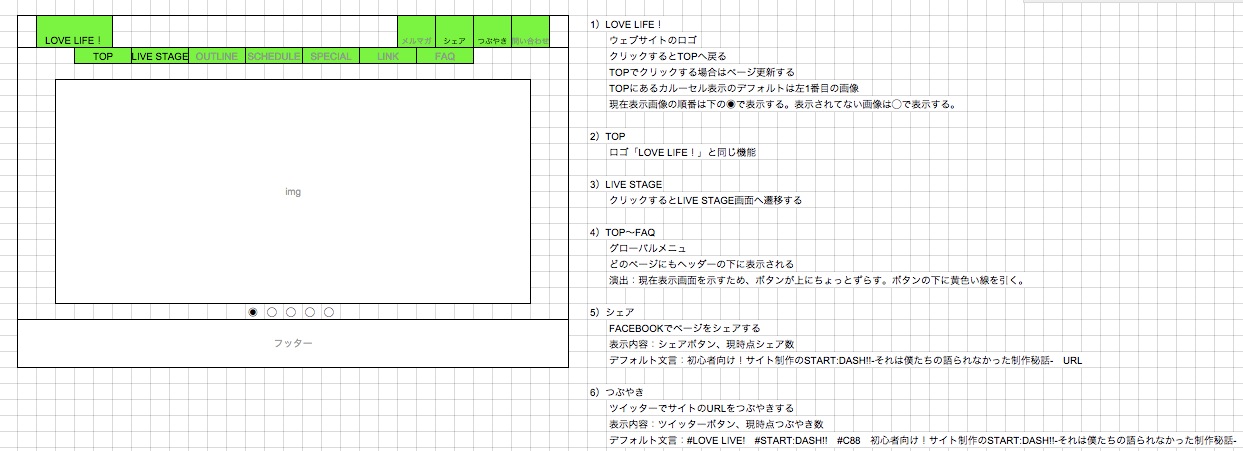 LOVE LIFE！
メルマガ
シェア
つぶやき
問い合わせ
TOP
LIVE STAGE
OUTLINE
SCHEDULE
SPECIAL
LINK
FAQ
img
フッター
1）LOVE LIFE！
ウェブサイトのロゴ
クリックするとTOPへ戻る
TOPでクリックする場合はページ更新する
TOPにあるカルーセル表示のデフォルトは左1番目の画像
現在表示画像の順番は下の◉で表示する。表示されてない画像は◯で表示する。
2）TOP
ロゴ「LOVE LIFE！」と同じ機能
3）LIVE STAGE
クリックするとLIVE STAGE画面へ遷移する
4）TOP〜FAQ
グローバルメニュ
どのページにもヘッダーの下に表示される
演出：現在表示画面を示すため、ボタンが上にちょっとずらす。ボタンの下に黄色い線を引く。
5）シェア
FACEBOOKでページをシェアする
表示内容：シェアボタン、現時点シェア数
デフォルト文言：初心者向け！サイト制作のSTART:DASH!!-それは僕たちの語られなかった制作秘話-　URL
6）つぶやき
ツイッターでサイトのURLをつぶやきする
表示内容：ツイッターボタン、現時点つぶやき数
デフォルト文言：#LOVE LIVE!　#START:DASH!!　#C88　初心者向け！サイト制作のSTART:DASH!!-それは僕たちの語られなかった制作秘話-